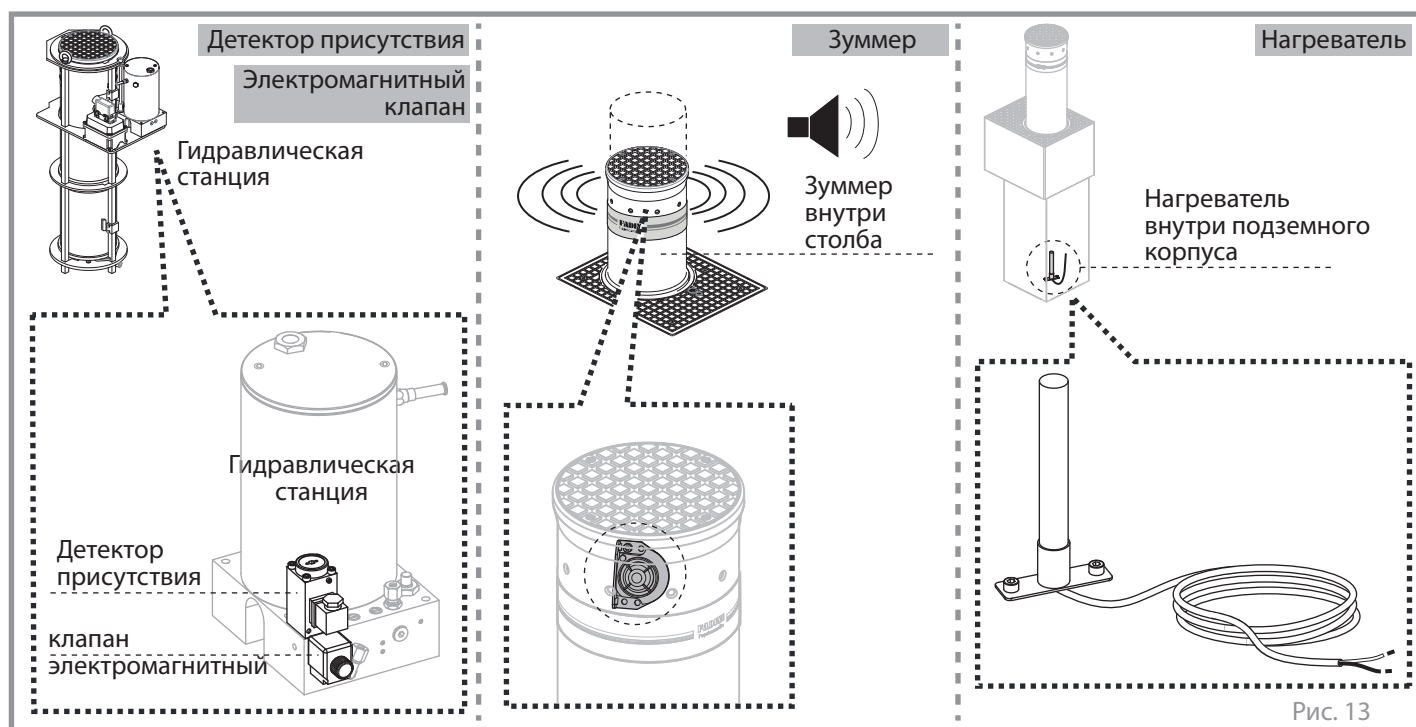 Детектор присутствия
Электромагнитный
клапан
Гидравлическая
станция
Гидравлическая
станция
Детектор
присутствия
клапан
электромагнитный
Зуммер
Зуммер
внутри
столба
Нагреватель
Нагреватель
внутри подземного
корпуса
Рис. 13